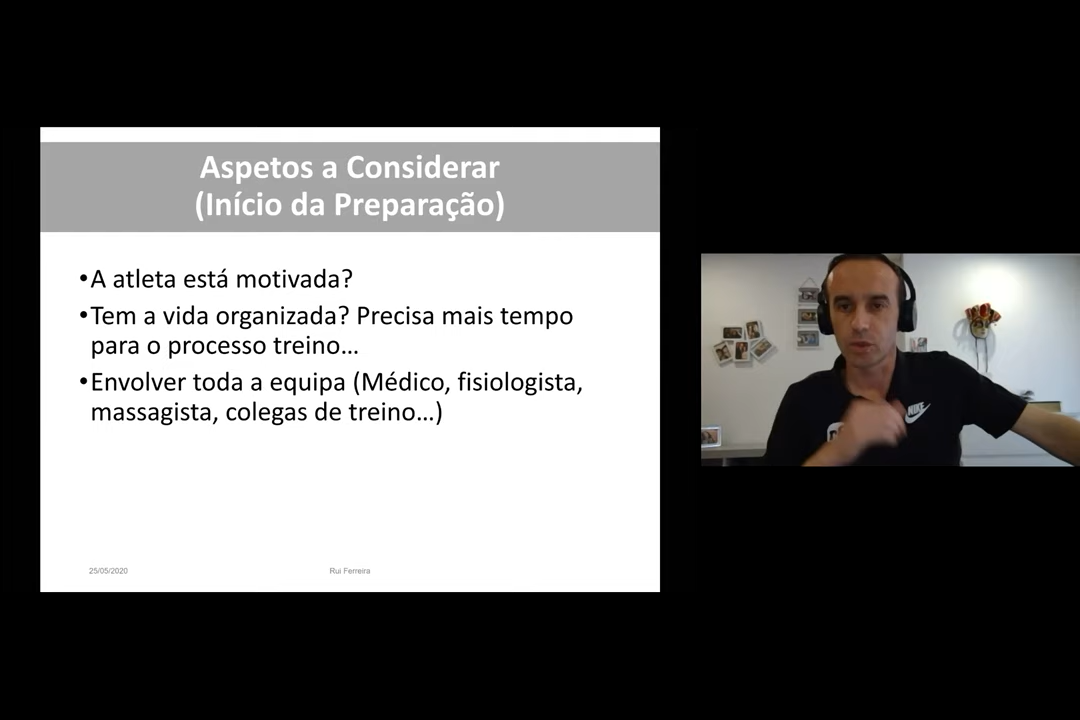 Aspetos a Considerar
(Início da Preparação)
•A atleta está motivada?
•Tem a vida organizada? Precisa mais tempo
para o processo treino…
•Envolver toda a equipa (Médico, fisiologista,
massagista, colegas de treino…)
25/05/2020
Rui Ferreira
NIKE